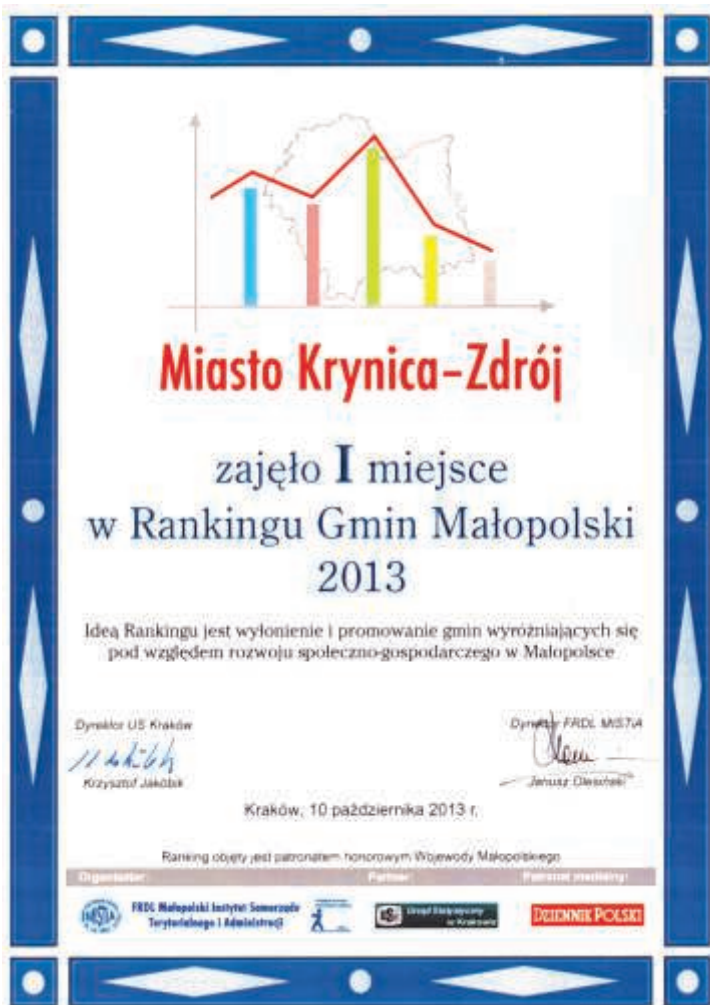 Miasto Krynica-Zdrój
zajęło I miejsce
w Rankingu Gmin Małopolski
2013
Ideą Rankingu jest wyłonienie i promowanie gmin wyróżniających się
pod względem rozwoju społeczno-gospodarczego w Małopolsce
Dyrektor US Kraków
Dyrektor FRDL MISTiA
Krzysztof Jakóbik
Janusz Olesiński
Kraków, 10 października 2013 r.
Ranking objęty jest patronatem honorowym Wojewody Małopolskiego
Organizator: Partner: Patronat medialny:
MISTiA
FRDL Małopolski Instytut Samorządu
Terytorialnego i Administracji
Urząd Statystyczny
w Krakowie
DZIENNIK POLSKI